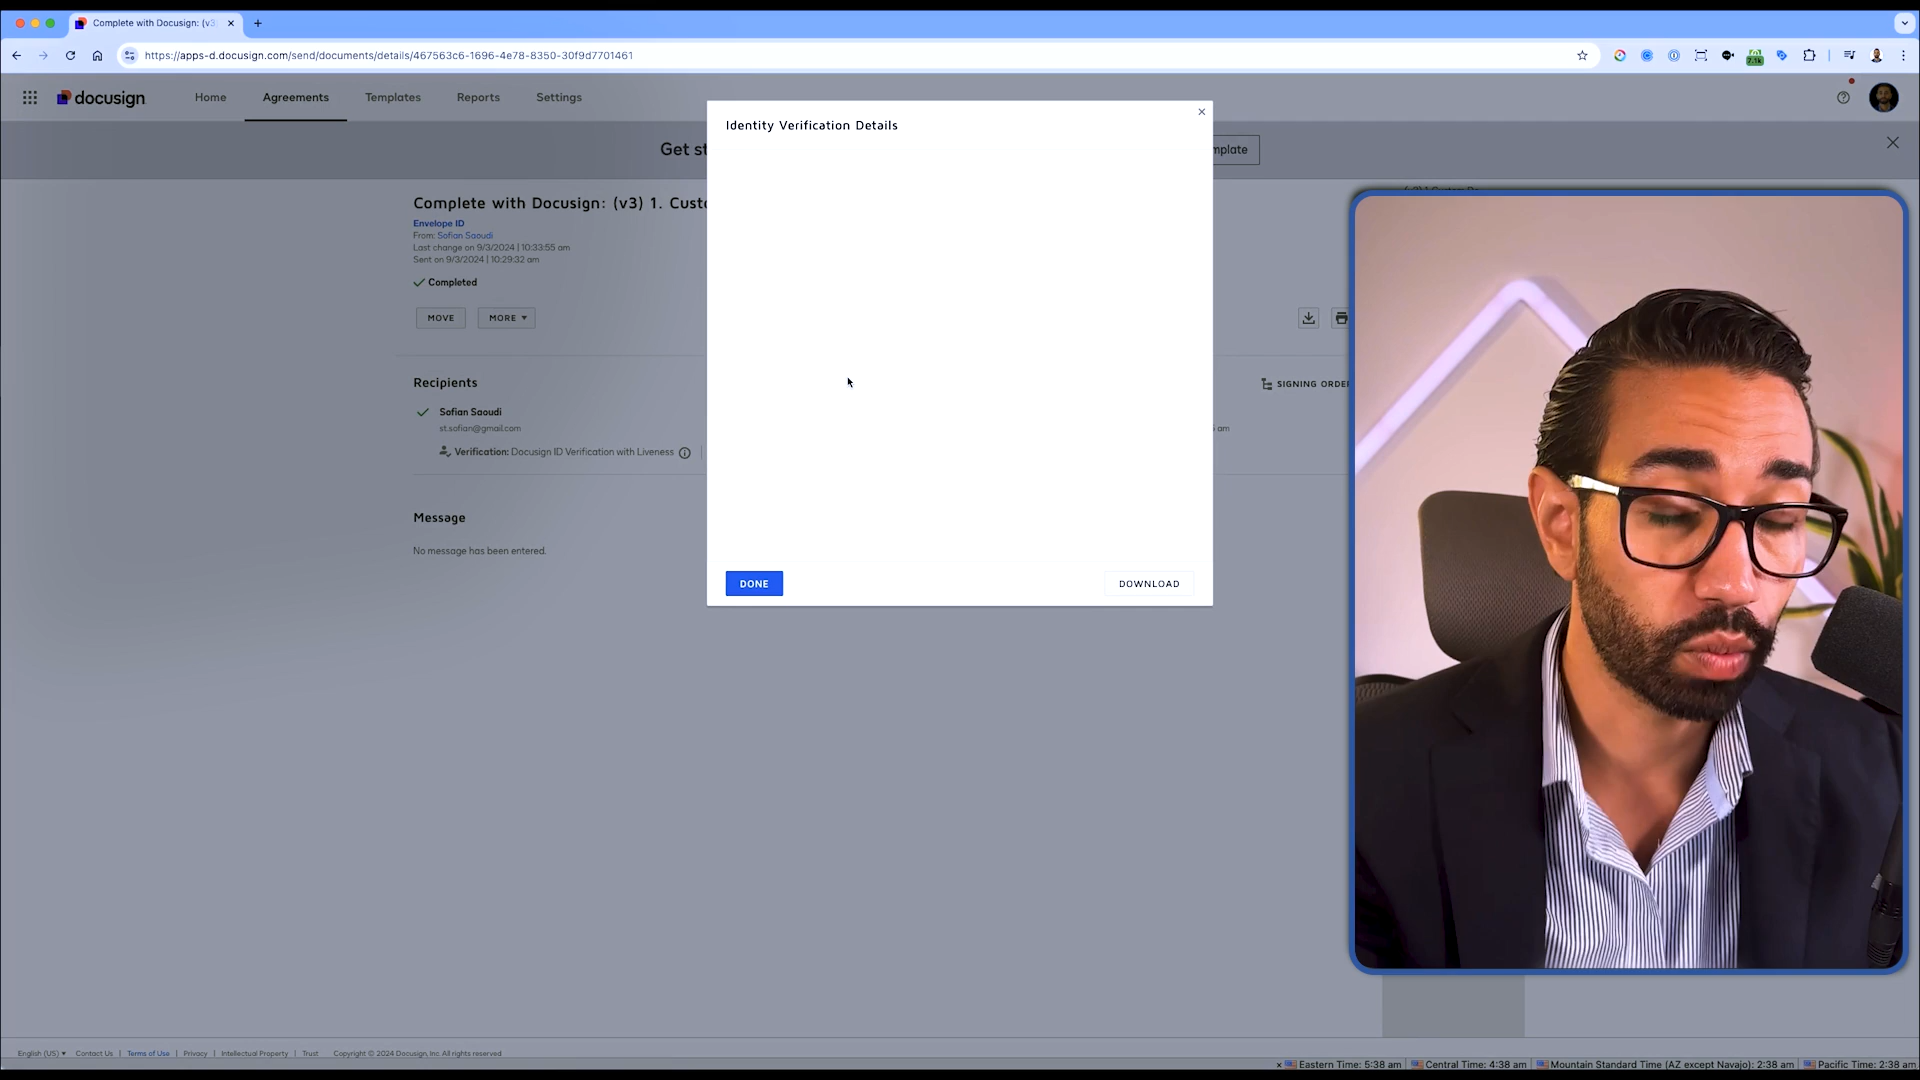 Complete with Docusign: (v3
https://apps-d.docusign.com/send/documents/details/467563c6-1696-4e78-8350-30f9d7701461
7.1k
docusign
Home
Agreements
Templates
Reports
Settings
Get st
mplate
Identity Verification Details
Complete with Docusign: (v3) 1. Custo
Envelope ID
From: Sofian Saoudi
Last change on 9/3/2024 | 10:33:55 am
Sent on 9/3/2024 | 10:29:32 am
Completed
MOVE
MORE
Recipients
SIGNING ORDER
Sofian Saoudi
st.sofian@gmail.com
am
Verification: Docusign ID Verification with Liveness
Message
No message has been entered.
DONE
DOWNLOAD
English (US) Contact Us | Terms of Use | Privacy | Intellectual Property | Trust Copyright © 2024 Docusign, Inc. All rights reserved
× Eastern Time: 5:38 am Central Time: 4:38 am Mountain Standard Time (AZ except Navajo): 2:38 am Pacific Time: 2:38 am